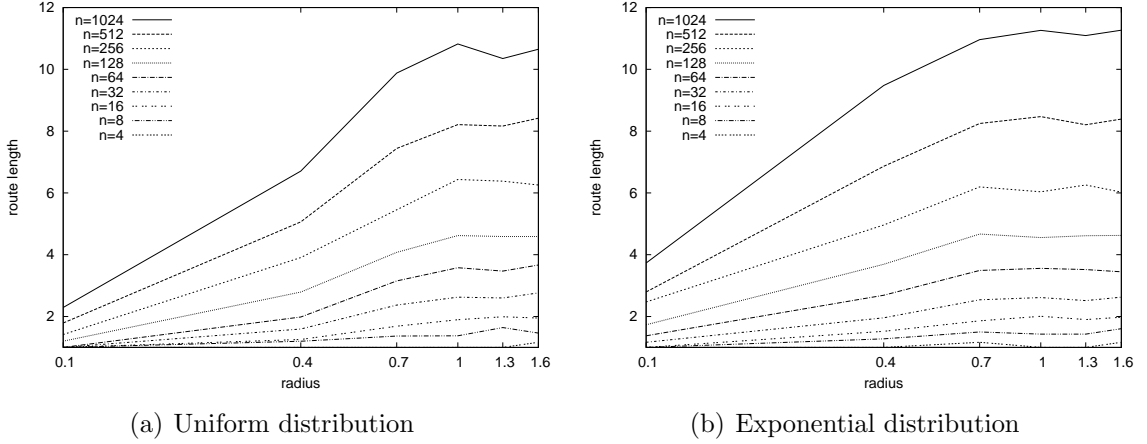 12
10
8
6
4
2
route length
n=1024
n=512
n=256
n=128
n=64
n=32
n=16
n=8
n=4
0.1
0.4
0.7
1
1.3
1.6
radius
(a) Uniform distribution
12
10
8
6
4
2
route length
n=1024
n=512
n=256
n=128
n=64
n=32
n=16
n=8
n=4
0.1
0.4
0.7
1
1.3
1.6
radius
(b) Exponential distribution